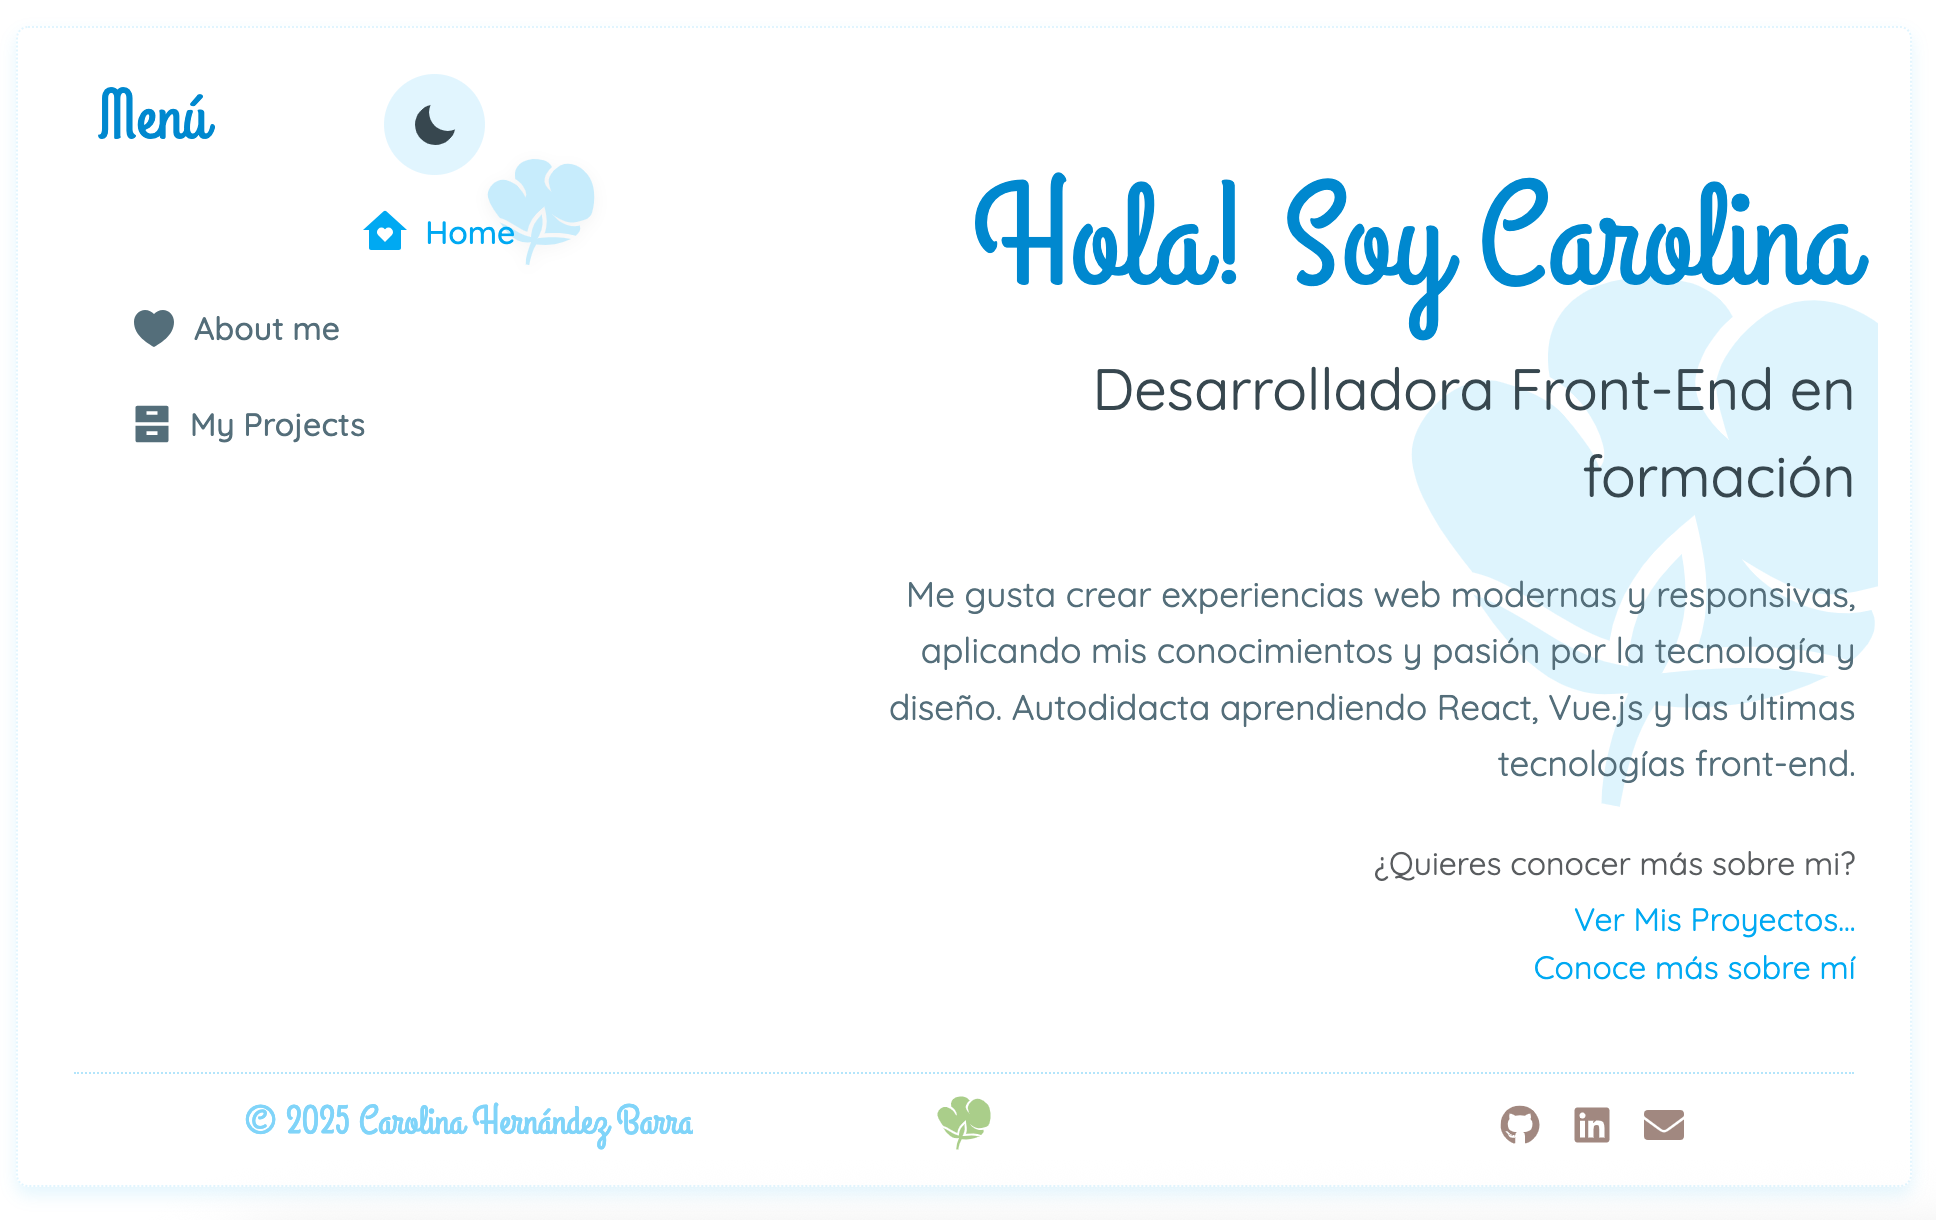 Menú
Home
About me
My Projects
Hola! Soy Carolina
Desarrolladora Front-End en
formación
Me gusta crear experiencias web modernas y responsivas,
aplicando mis conocimientos y pasión por la tecnología y
diseño. Autodidacta aprendiendo React, Vue.js y las últimas
tecnologías front-end.
¿Quieres conocer más sobre mi?
Ver Mis Proyectos...
Conoce más sobre mí
© 2025 Carolina Hernández Barra